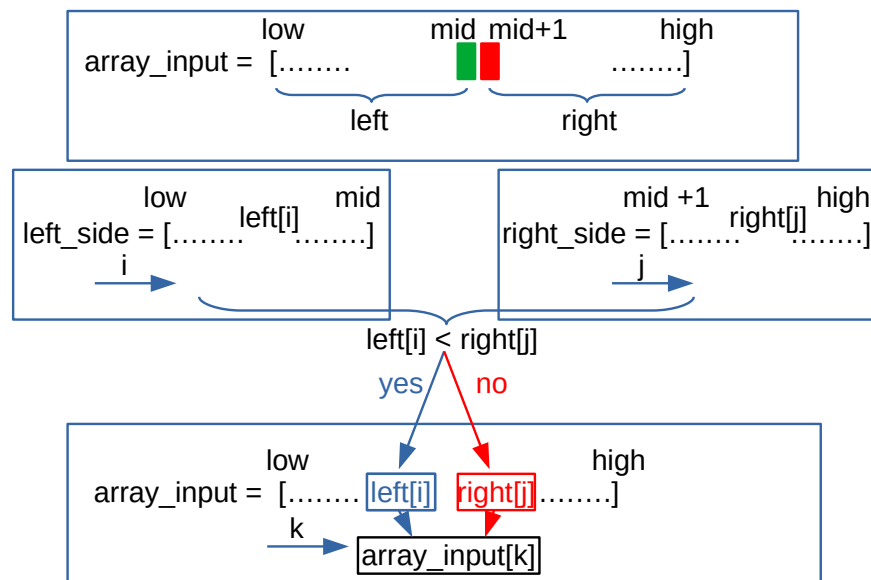 low mid mid+1 high
array_input = [........ ........]
left right
low mid
left_side = [........ left[i] ........]
i
mid +1 high
right_side = [........ right[j] ........]
j
left[i] < right[j]
yes no
low high
array_input = [........ left[i] right[j] ........]
k
array_input[k]